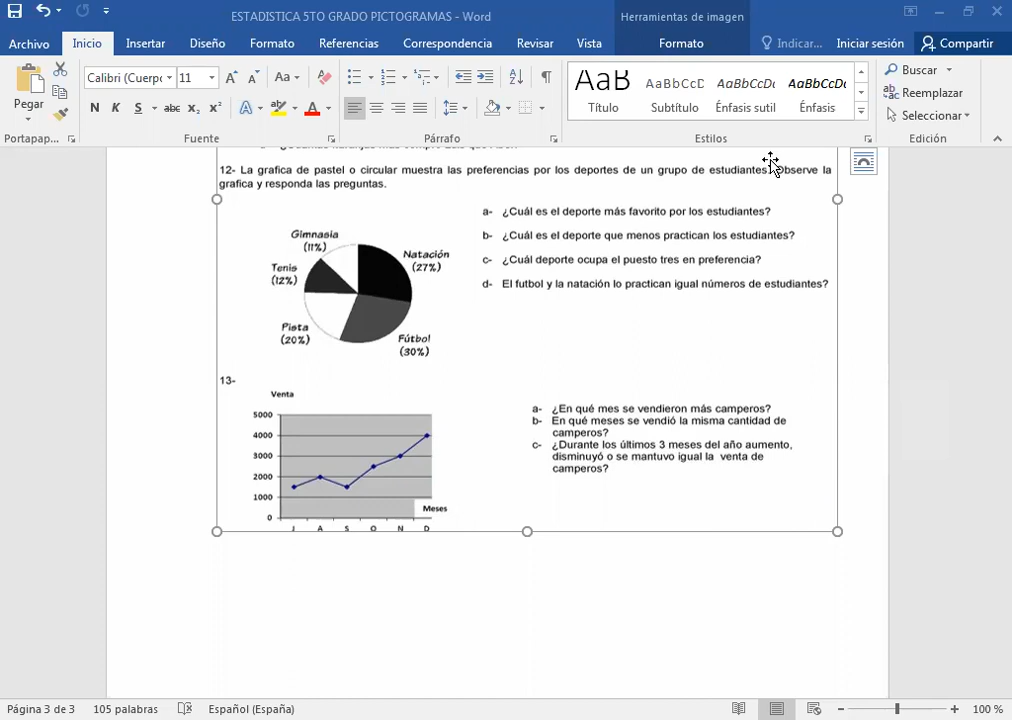 ESTADISTICA 5TO GRADO PICTOGRAMAS - Word
Herramientas de imagen
Archivo Inicio Insertar Diseño Formato Referencias Correspondencia Revisar Vista Formato Indicar... Iniciar sesión Compartir
Calibri (Cuerpo 11
Pegar
AaB Título
AaBbCcD Subtítulo
AaBbCcDc Énfasis sutil
AaBbCcDc Énfasis
Buscar
Reemplazar
Seleccionar
Portapap... Fuente Párrafo Estilos Edición
12- La grafica de pastel o circular muestra las preferencias por los deportes de un grupo de estudiantes. Observe la
grafica y responda las preguntas.
Gimnasia
(11%)
Natación
(27%)
Tenis
(12%)
Pista
(20%)
Fútbol
(30%)
a- ¿Cuál es el deporte más favorito por los estudiantes?
b- ¿Cuál es el deporte que menos practican los estudiantes?
c- ¿Cuál deporte ocupa el puesto tres en preferencia?
d- El futbol y la natación lo practican igual números de estudiantes?
13-
Venta
5000
4000
3000
2000
1000
0
J A S O N D
Meses
a- ¿En qué mes se vendieron más camperos?
b- En qué meses se vendió la misma cantidad de
camperos?
c- ¿Durante los últimos 3 meses del año aumento,
disminuyó o se mantuvo igual la venta de
camperos?
Página 3 de 3 105 palabras Español (España) 100 %